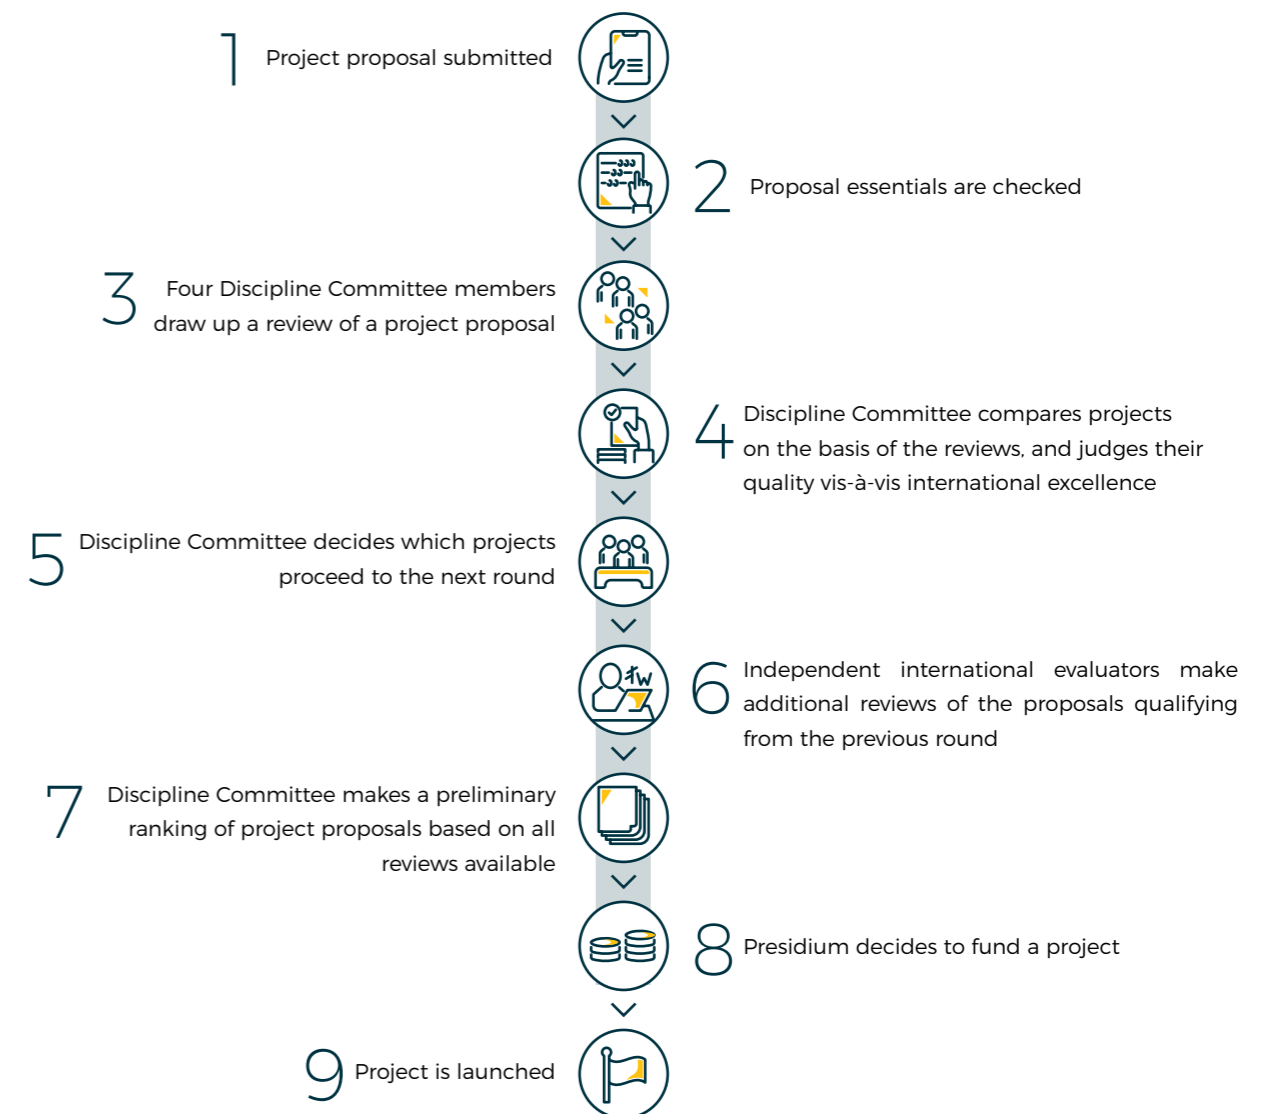 1
Project proposal submitted
2
Proposal essentials are checked
3
Four Discipline Committee members
draw up a review of a project proposal
4
Discipline Committee compares projects
on the basis of the reviews, and judges their
quality vis-à-vis international excellence
5
Discipline Committee decides which projects
proceed to the next round
6
Independent international evaluators make
additional reviews of the proposals qualifying
from the previous round
7
Discipline Committee makes a preliminary
ranking of project proposals based on all
reviews available
8
Presidium decides to fund a project
9
Project is launched